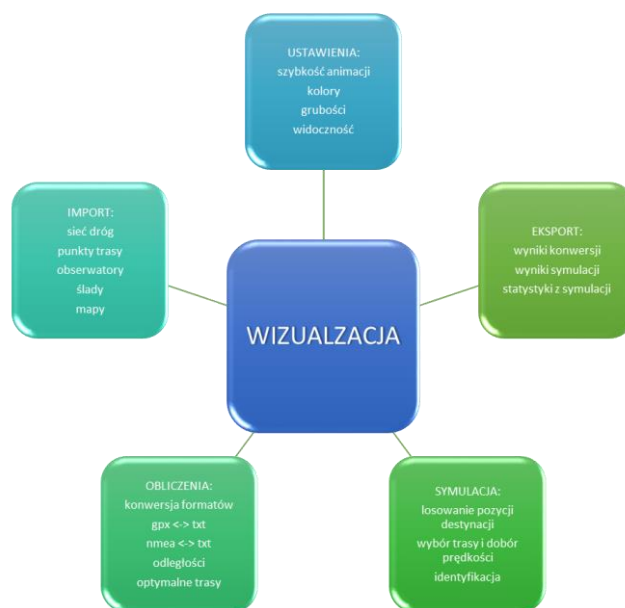 USTAWIENIA:
szybkość animacji
kolory
grubości
widoczność
IMPORT:
sieć dróg
punkty trasy
obserwatory
ślady
mapy
WIZUALZACJA
EKSPORT:
wyniki konwersji
wyniki symulacji
statystyki z symulacji
OBLICZENIA:
konwersja formatów
gpx <-> txt
nmea <-> txt
odległości
optymalne trasy
SYMULACJA:
losowanie pozycji
destynacji
wybór trasy i dobór
prędkości
identyfikacja